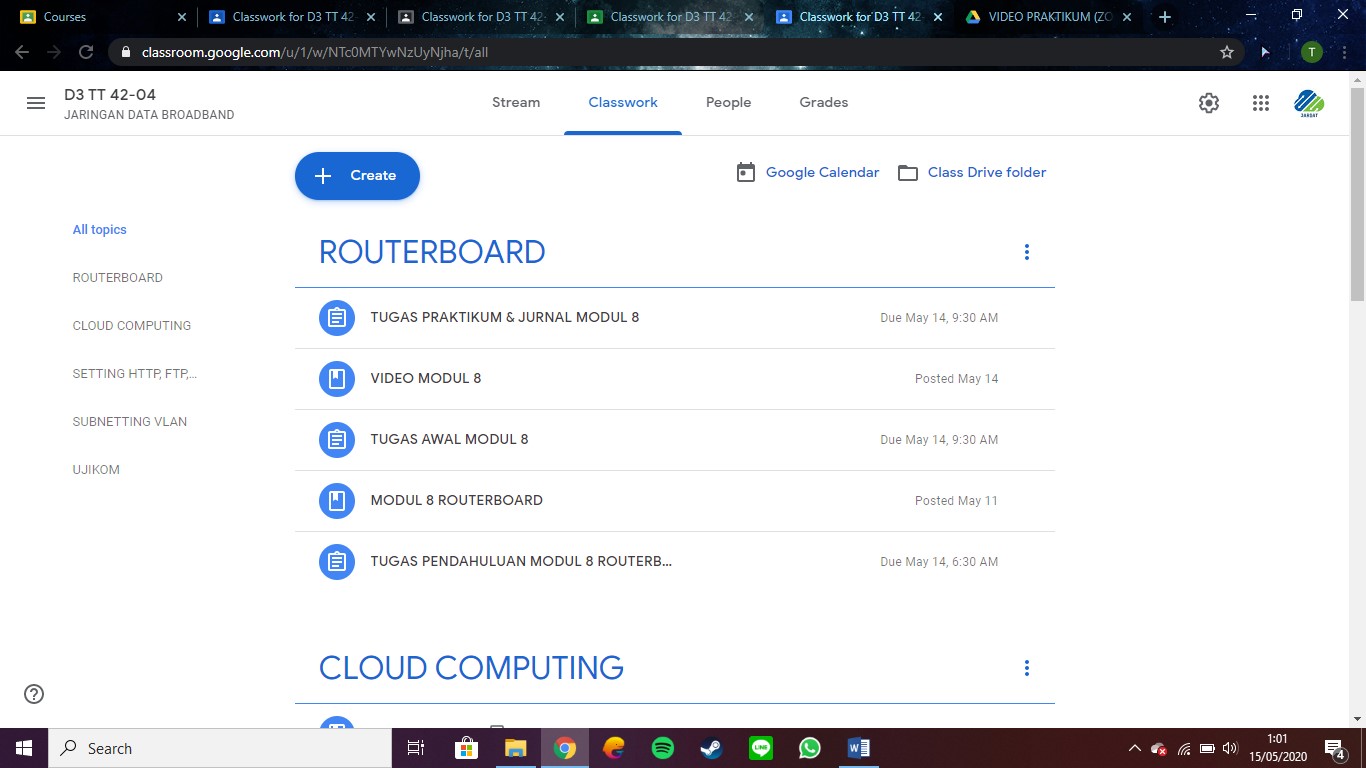 Courses
Classwork for D3 TT 42-
Classwork for D3 TT 42-
Classwork for D3 TT 42-
Classwork for D3 TT 42-
VIDEO PRAKTIKUM (ZO
classroom.google.com/u/1/w/NTc0MTYwNzUyNjha/t/all
T
D3 TT 42-04
JARINGAN DATA BROADBAND
Stream
Classwork
People
Grades
JARDAT
Create
Google Calendar
Class Drive folder
All topics
ROUTERBOARD
CLOUD COMPUTING
SETTING HTTP, FTP,...
SUBNETTING VLAN
UJIKOM
ROUTERBOARD
TUGAS PRAKTIKUM & JURNAL MODUL 8
Due May 14, 9:30 AM
VIDEO MODUL 8
Posted May 14
TUGAS AWAL MODUL 8
Due May 14, 9:30 AM
MODUL 8 ROUTERBOARD
Posted May 11
TUGAS PENDAHULUAN MODUL 8 ROUTERB...
Due May 14, 6:30 AM
CLOUD COMPUTING
Search
LINE
W
1:01
15/05/2020
4